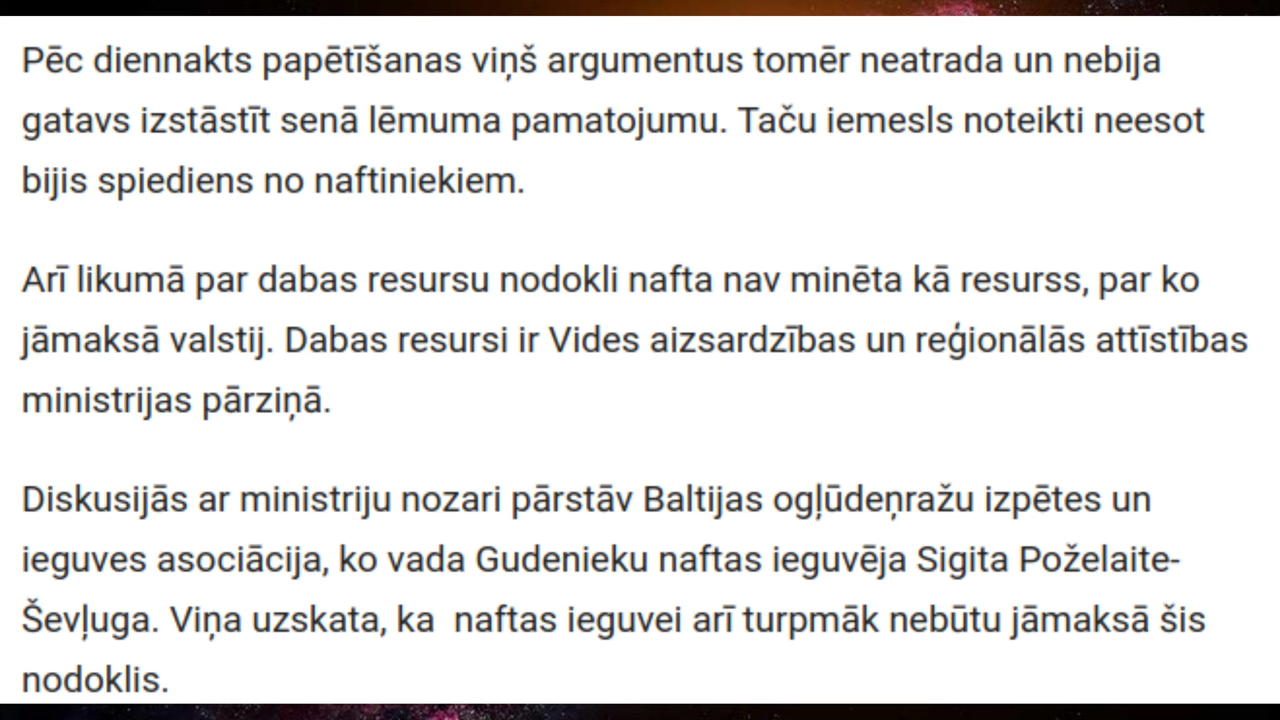 Pēc diennakts papētīšanas viņš argumentus tomēr neatrada un nebija
gatavs izstāstīt senā lēmuma pamatojumu. Taču iemesls noteikti neesot
bijis spiediens no naftiniekiem.
Arī likumā par dabas resursu nodokli nafta nav minēta kā resurss, par ko
jāmaksā valstij. Dabas resursi ir Vides aizsardzības un reģionālās attīstības
ministrijas pārziņā.
Diskusijās ar ministriju nozari pārstāv Baltijas ogļūdeņražu izpētes un
ieguves asociācija, ko vada Gudenieku naftas ieguvēja Sigita Poželaite-
Ševļuga. Viņa uzskata, ka  naftas ieguvei arī turpmāk nebūtu jāmaksā šis
nodoklis.